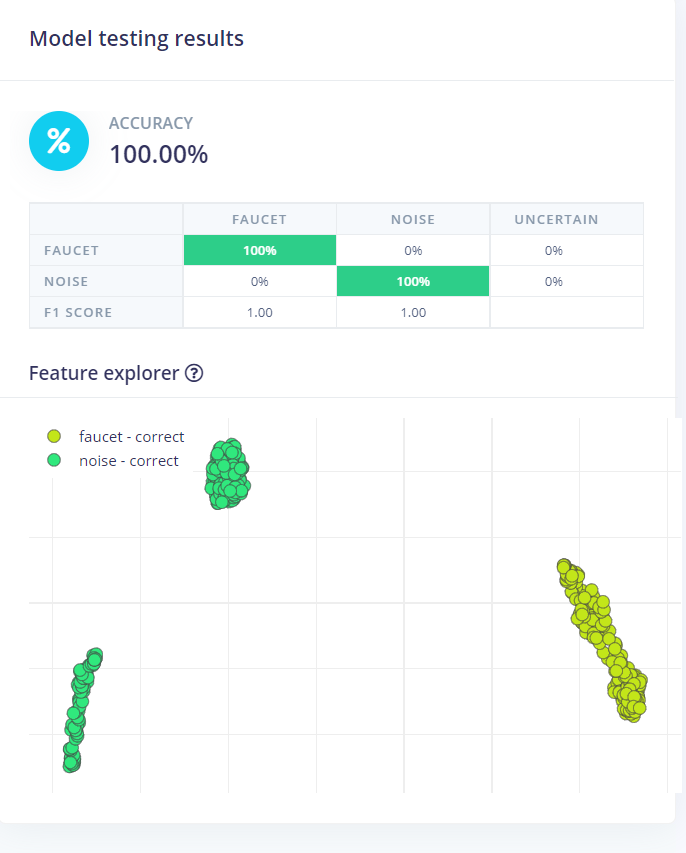 Model testing results
%
ACCURACY
100.00%
FAUCET NOISE UNCERTAIN
FAUCET 100% 0% 0%
NOISE 0% 100% 0%
F1 SCORE 1.00 1.00
Feature explorer ?
faucet - correct
noise - correct